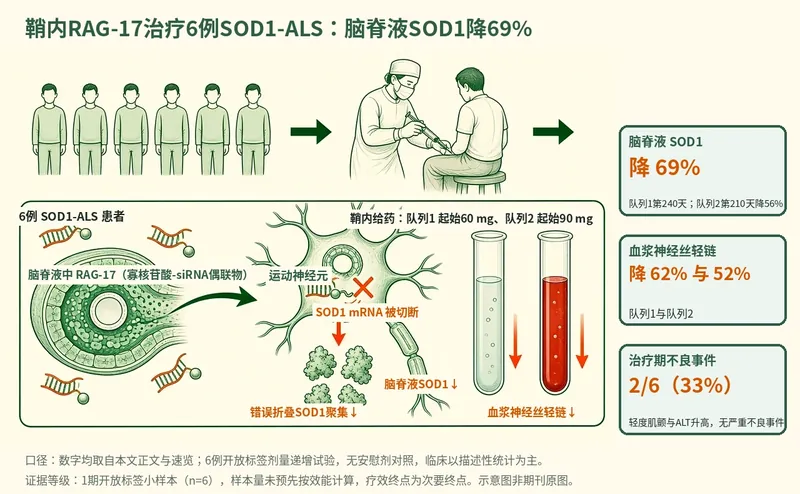 鞘内RAG-17治疗6例SOD1-ALS：脑脊液SOD1降69%
6例 SOD1-ALS 患者
鞘内给药：队列1 起始60 mg、队列2 起始90 mg
脑脊液中 RAG-17（寡核苷酸-siRNA偶联物）
运动神经元
SOD1 mRNA 被切断
错误折叠SOD1聚集↓
脑脊液SOD1↓
血浆神经丝轻链↓
脑脊液 SOD1
降 69%
队列1第240天；队列2第210天降56%
血浆神经丝轻链
降 62% 与 52%
队列1与队列2
治疗期不良事件
2/6（33%）
轻度肌颤与ALT升高，无严重不良事件
口径：数字均取自本文正文与速览；6例开放标签剂量递增试验，无安慰剂对照，临床以描述性统计为主。
证据等级：1期开放标签小样本（n=6），样本量未预先按效能计算，疗效终点为次要终点。示意图非期刊原图。